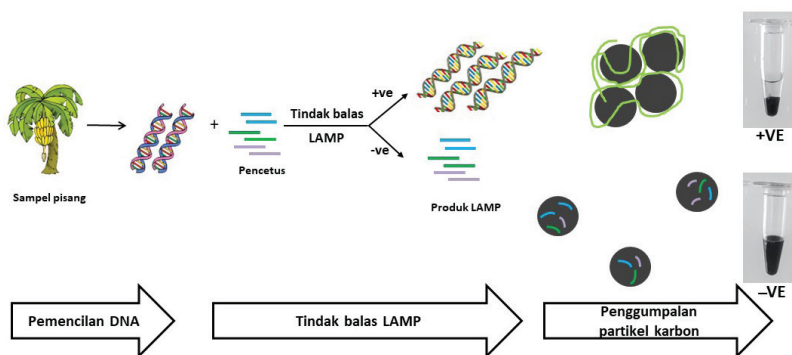 Sampel pisang
+
Pencetus
Tindak balas
LAMP
+ve
-ve
Produk LAMP
+VE
–VE
Pemencilan DNA
Tindak balas LAMP
Penggumpalan
partikel karbon